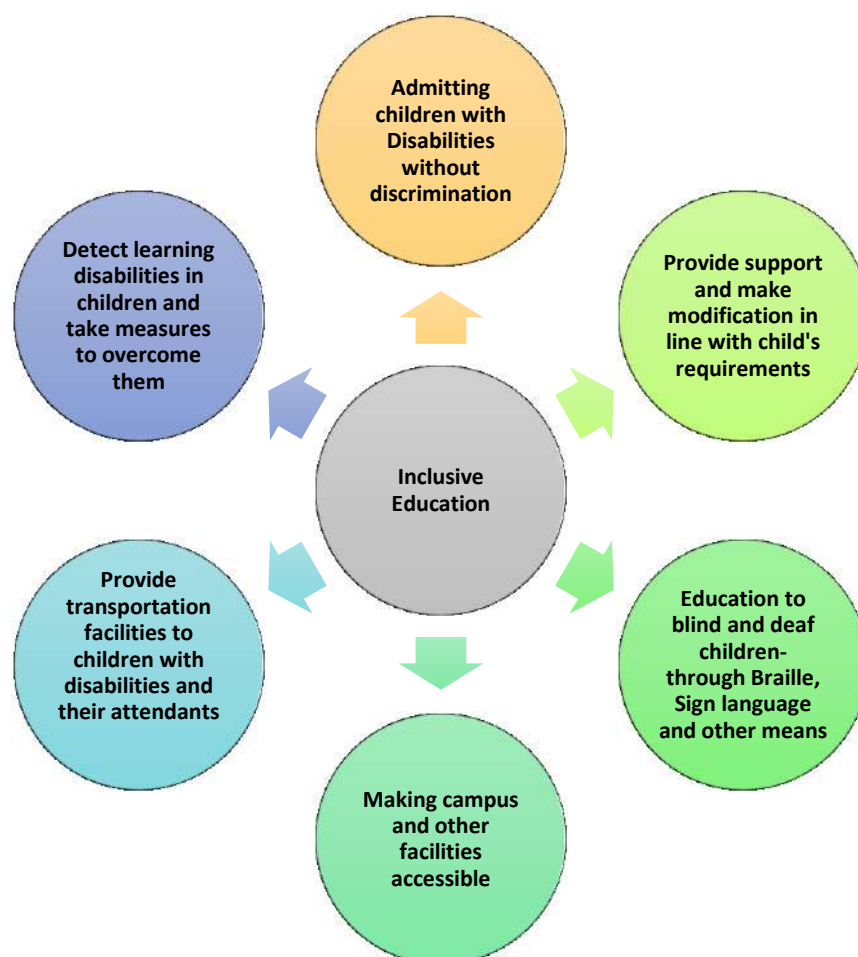 Admitting
children with
Disabilities
without
discrimination
Provide support
and make
modification in
line with child's
requirements
Education to
blind and deaf
children-
through Braille,
Sign language
and other means
Making campus
and other
facilities
accessible
Provide
transportation
facilities to
children with
disabilities and
their attendants
Detect learning
disabilities in
children and
take measures
to overcome
them
Inclusive
Education